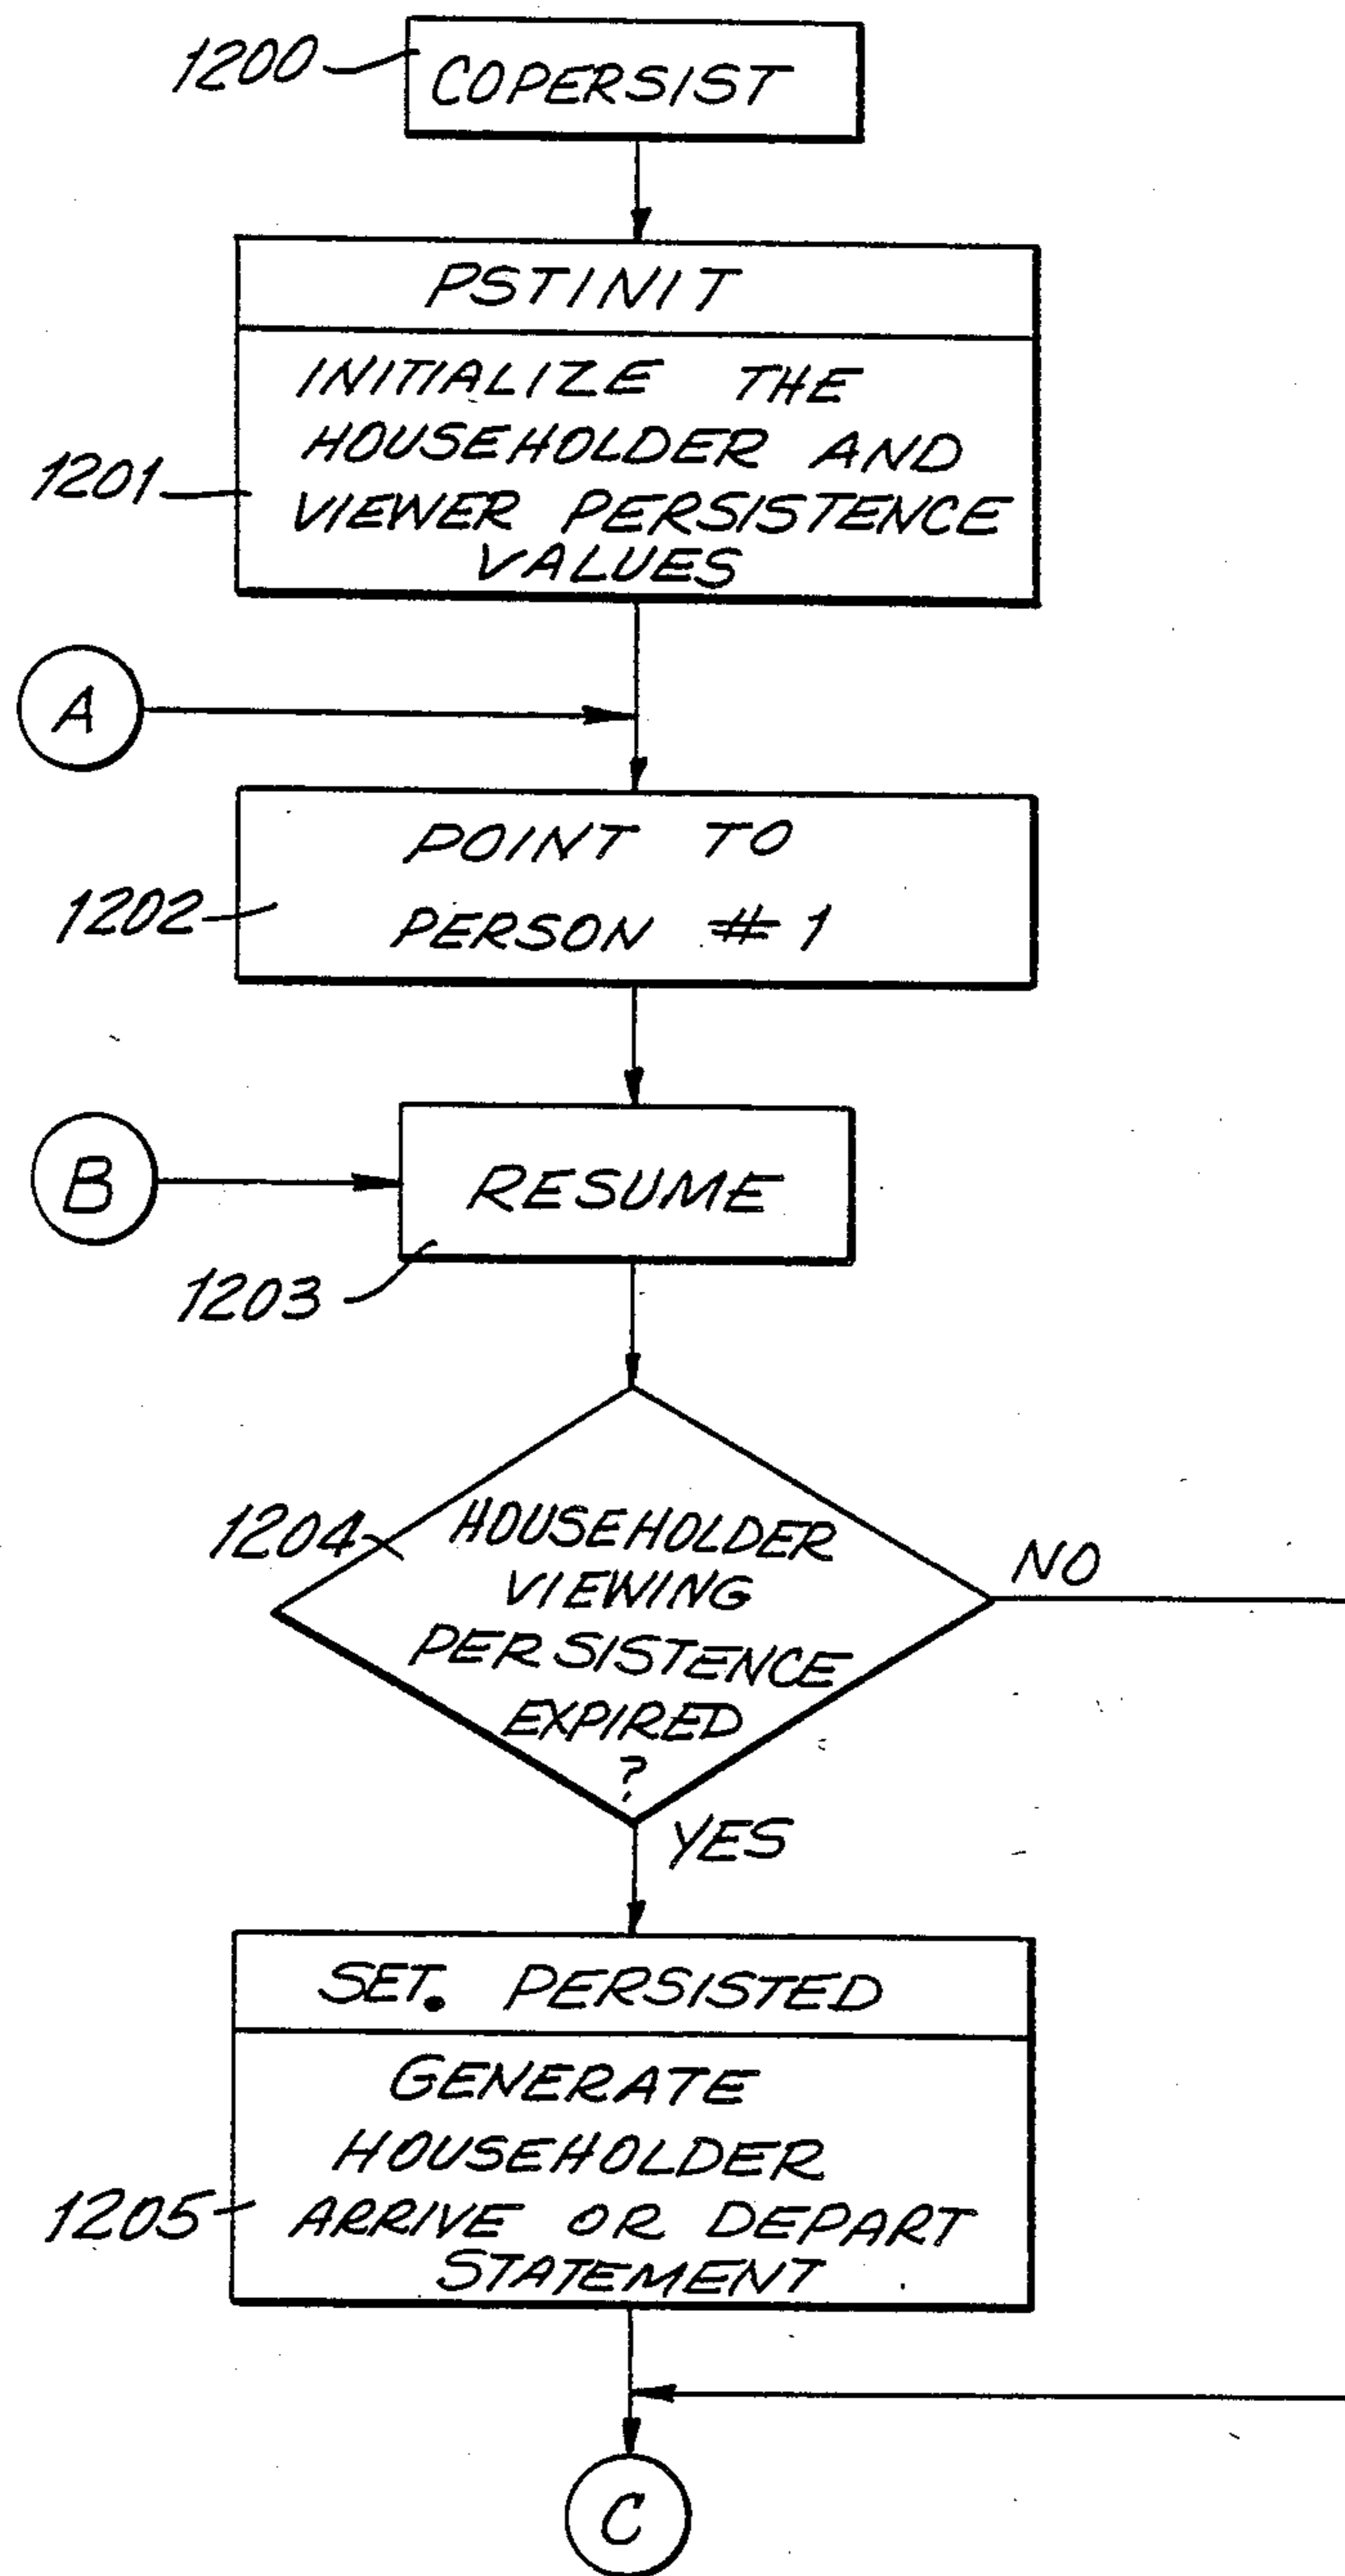 1200
COPERSIST
PSTINIT
INITIALIZE THE
HOUSEHOLDER AND
1201
VIEWER PERSISTENCE
VALUES
A
POINT TO
1202
PERSON # 1
B
RESUME
1203
1204
HOUSEHOLDER
VIEWING
PERSISTENCE
EXPIRED
?
NO
YES
SET. PERSISTED
GENERATE
HOUSEHOLDER
1205
ARRIVE OR DEPART
STATEMENT
C